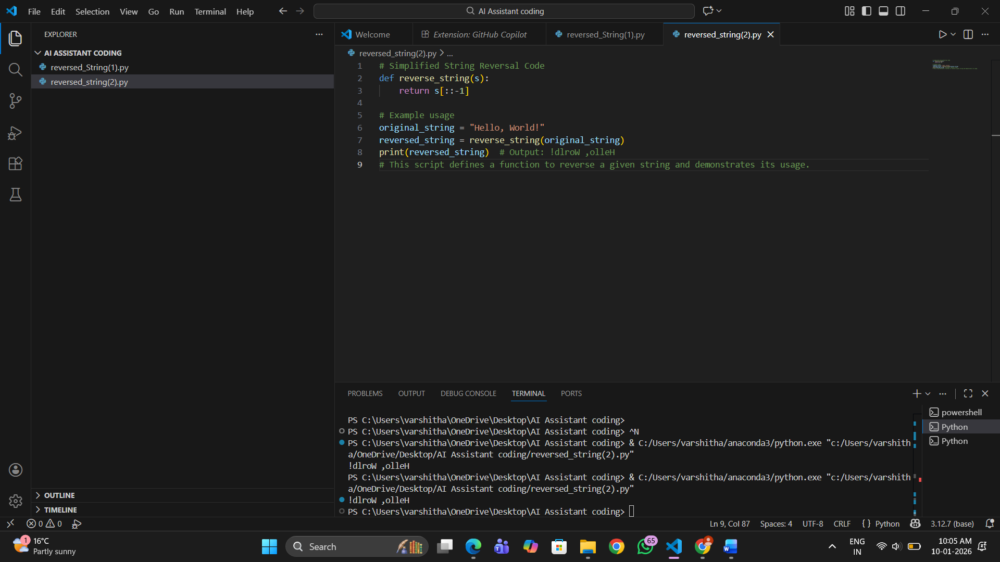 File Edit Selection View Go Run Terminal Help
AI Assistant coding
EXPLORER
AI ASSISTANT CODING
reversed_String(1).py
reversed_string(2).py
OUTLINE
TIMELINE
Welcome
Extension: GitHub Copilot
reversed_String(1).py
reversed_string(2).py
reversed_string(2).py > ...
1 # Simplified String Reversal Code
2 def reverse_string(s):
3     return s[::-1]
4
5 # Example usage
6 original_string = "Hello, World!"
7 reversed_string = reverse_string(original_string)
8 print(reversed_string)  # Output: !dlroW ,olleH
9 # This script defines a function to reverse a given string and demonstrates its usage.
PROBLEMS OUTPUT DEBUG CONSOLE TERMINAL PORTS
PS C:\Users\varshitha\OneDrive\Desktop\AI Assistant coding>
PS C:\Users\varshitha\OneDrive\Desktop\AI Assistant coding> ^N
PS C:\Users\varshitha\OneDrive\Desktop\AI Assistant coding> & C:/Users/varshitha/anaconda3/python.exe "c:/Users/varshith
a/OneDrive/Desktop/AI Assistant coding/reversed_string(2).py"
!dlroW ,olleH
PS C:\Users\varshitha\OneDrive\Desktop\AI Assistant coding> & C:/Users/varshitha/anaconda3/python.exe "c:/Users/varshith
a/OneDrive/Desktop/AI Assistant coding/reversed_string(2).py"
!dlroW ,olleH
PS C:\Users\varshitha\OneDrive\Desktop\AI Assistant coding>
powershell
Python
Python
0 0
Ln 9, Col 87 Spaces: 4 UTF-8 CRLF {} Python 3.12.7 (base)
1
16°C
Partly sunny
Search
65
ENG
IN
10:05 AM
10-01-2026